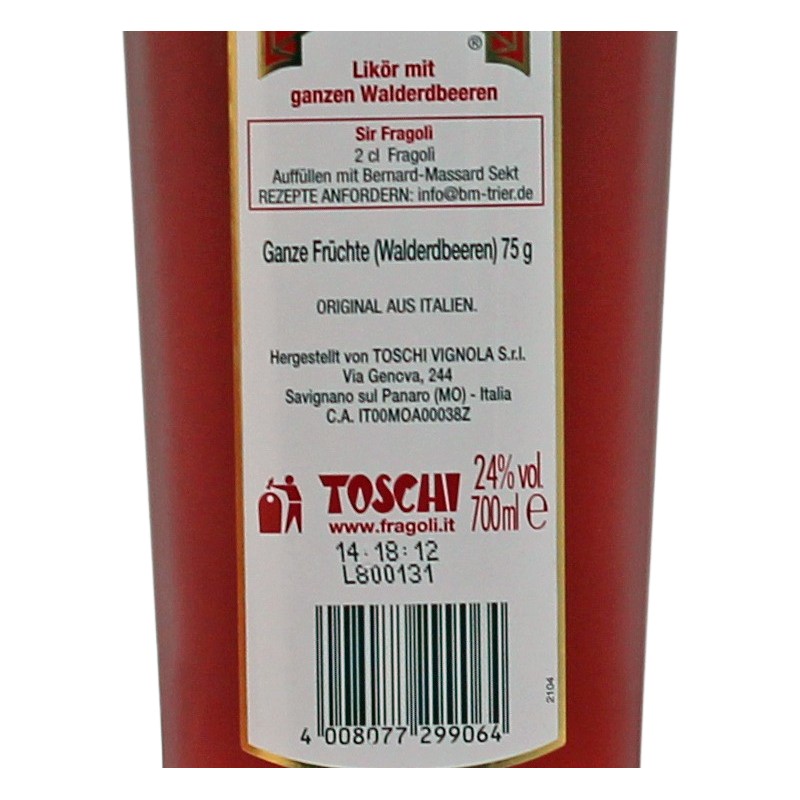 ®
Likör mit
ganzen Walderdbeeren
Sir Fragolì
2 cl Fragolì
Auffüllen mit Bernard-Massard Sekt
REZEPTE ANFORDERN: info@bm-trier.de
Ganze Früchte (Walderdbeeren) 75 g
ORIGINAL AUS ITALIEN.
Hergestellt von TOSCHI VIGNOLA S.r.l.
Via Genova, 244
Savignano sul Panaro (MO) - Italia
C.A. IT00MOA00038Z
TOSCHI
www.fragoli.it
24% vol.
700ml e
14:18:12
L800131
2104
4 008077 299064